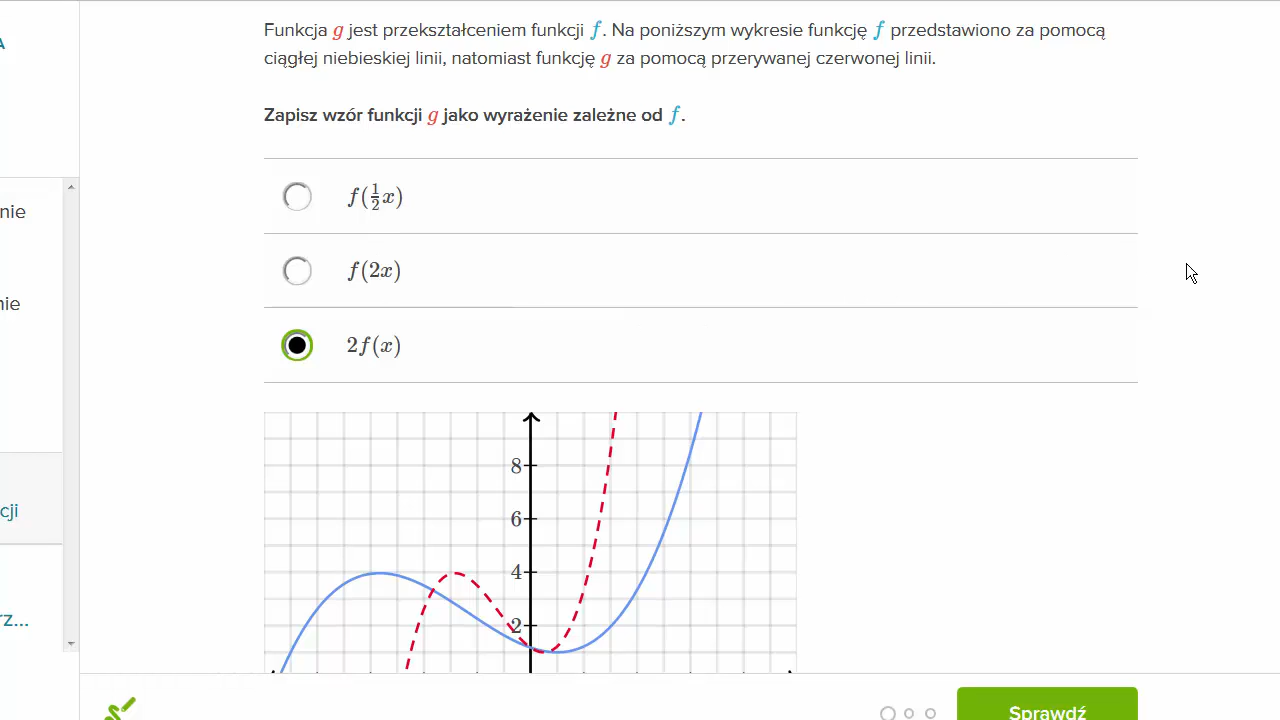 A
Funkcja g jest przekształceniem funkcji f. Na poniższym wykresie funkcję f przedstawiono za pomocą
ciągłej niebieskiej linii, natomiast funkcję g za pomocą przerywanej czerwonej linii.
Zapisz wzór funkcji g jako wyrażenie zależne od f.
f(½x)
nie
f(2x)
nie
2f(x)
8
6
cji
4
2
rz...
Sprawdź